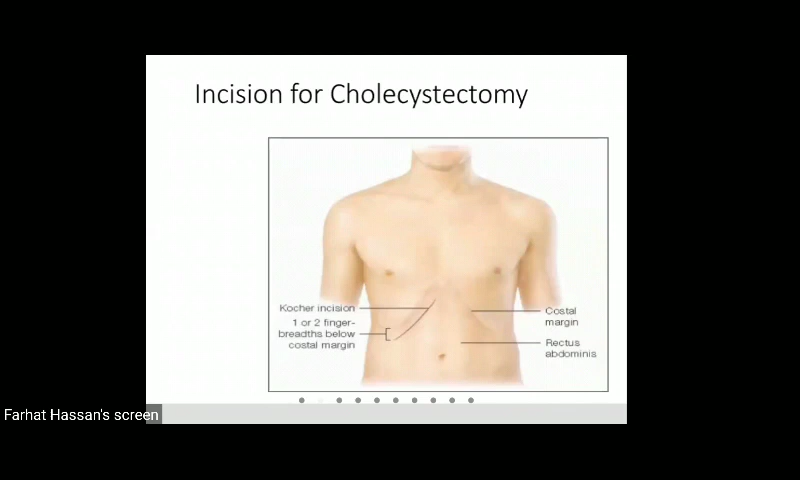 Incision for Cholecystectomy
Kocher incision
1 or 2 finger-
breadths below
costal margin
Costal
margin
Rectus
abdominis
Farhat Hassan's screen